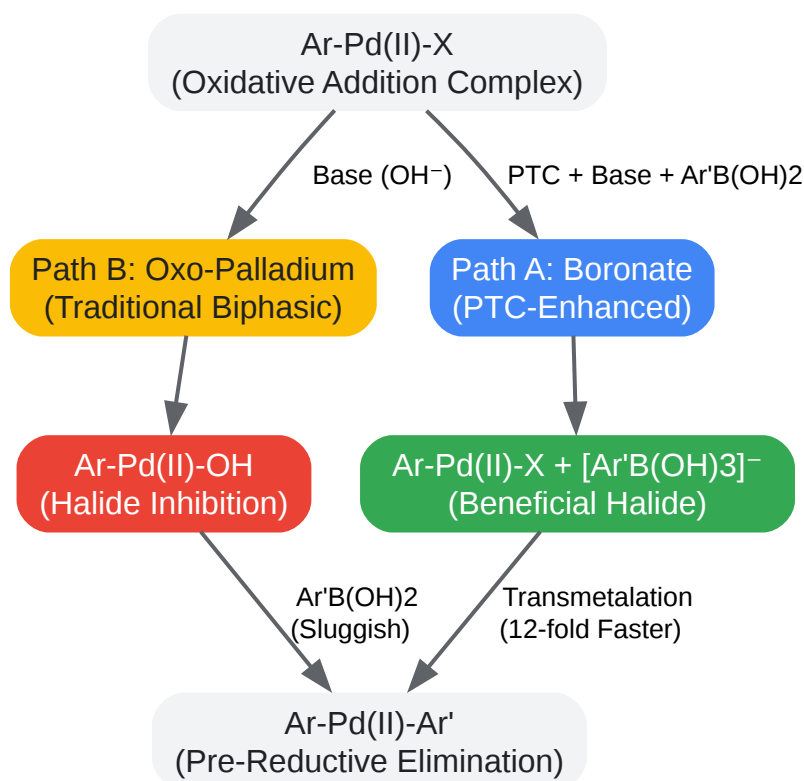 Ar-Pd(II)-X
(Oxidative Addition Complex)
Base (OH⁻)
PTC + Base + Ar'B(OH)2
Path B: Oxo-Palladium
(Traditional Biphasic)
Path A: Boronate
(PTC-Enhanced)
Ar-Pd(II)-OH
(Halide Inhibition)
Ar-Pd(II)-X + [Ar'B(OH)3]⁻
(Beneficial Halide)
Ar'B(OH)2
(Sluggish)
Transmetalation
(12-fold Faster)
Ar-Pd(II)-Ar'
(Pre-Reductive Elimination)